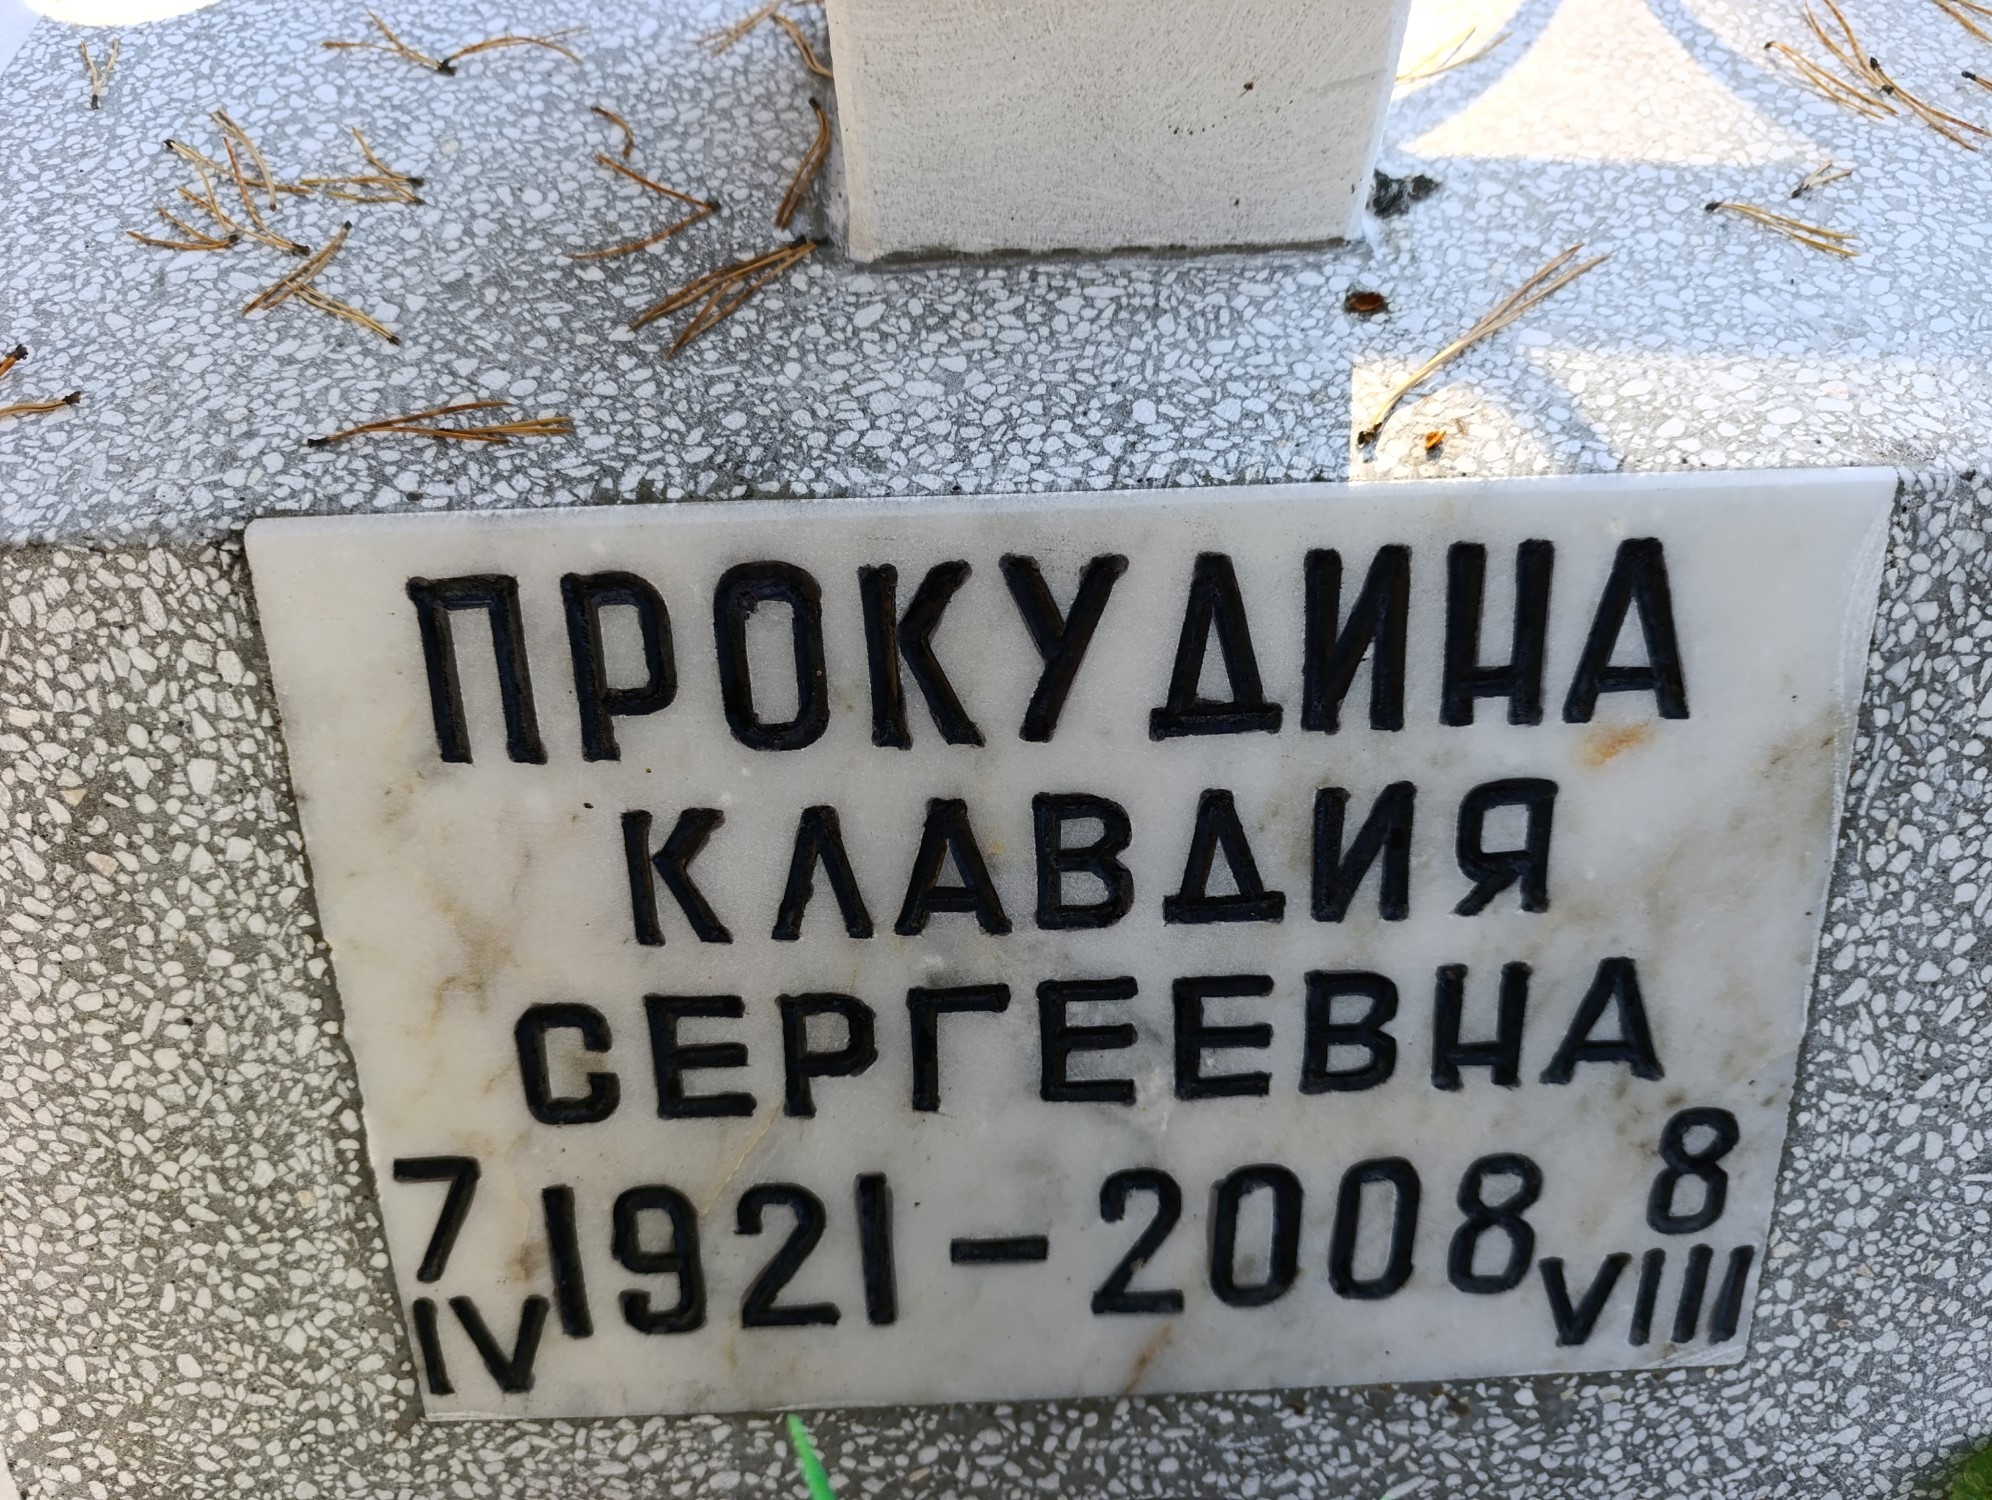 ПРОКУДИНА
КЛАВДИЯ
СЕРГЕЕВНА
7 IV 1921 – 2008 8 VIII